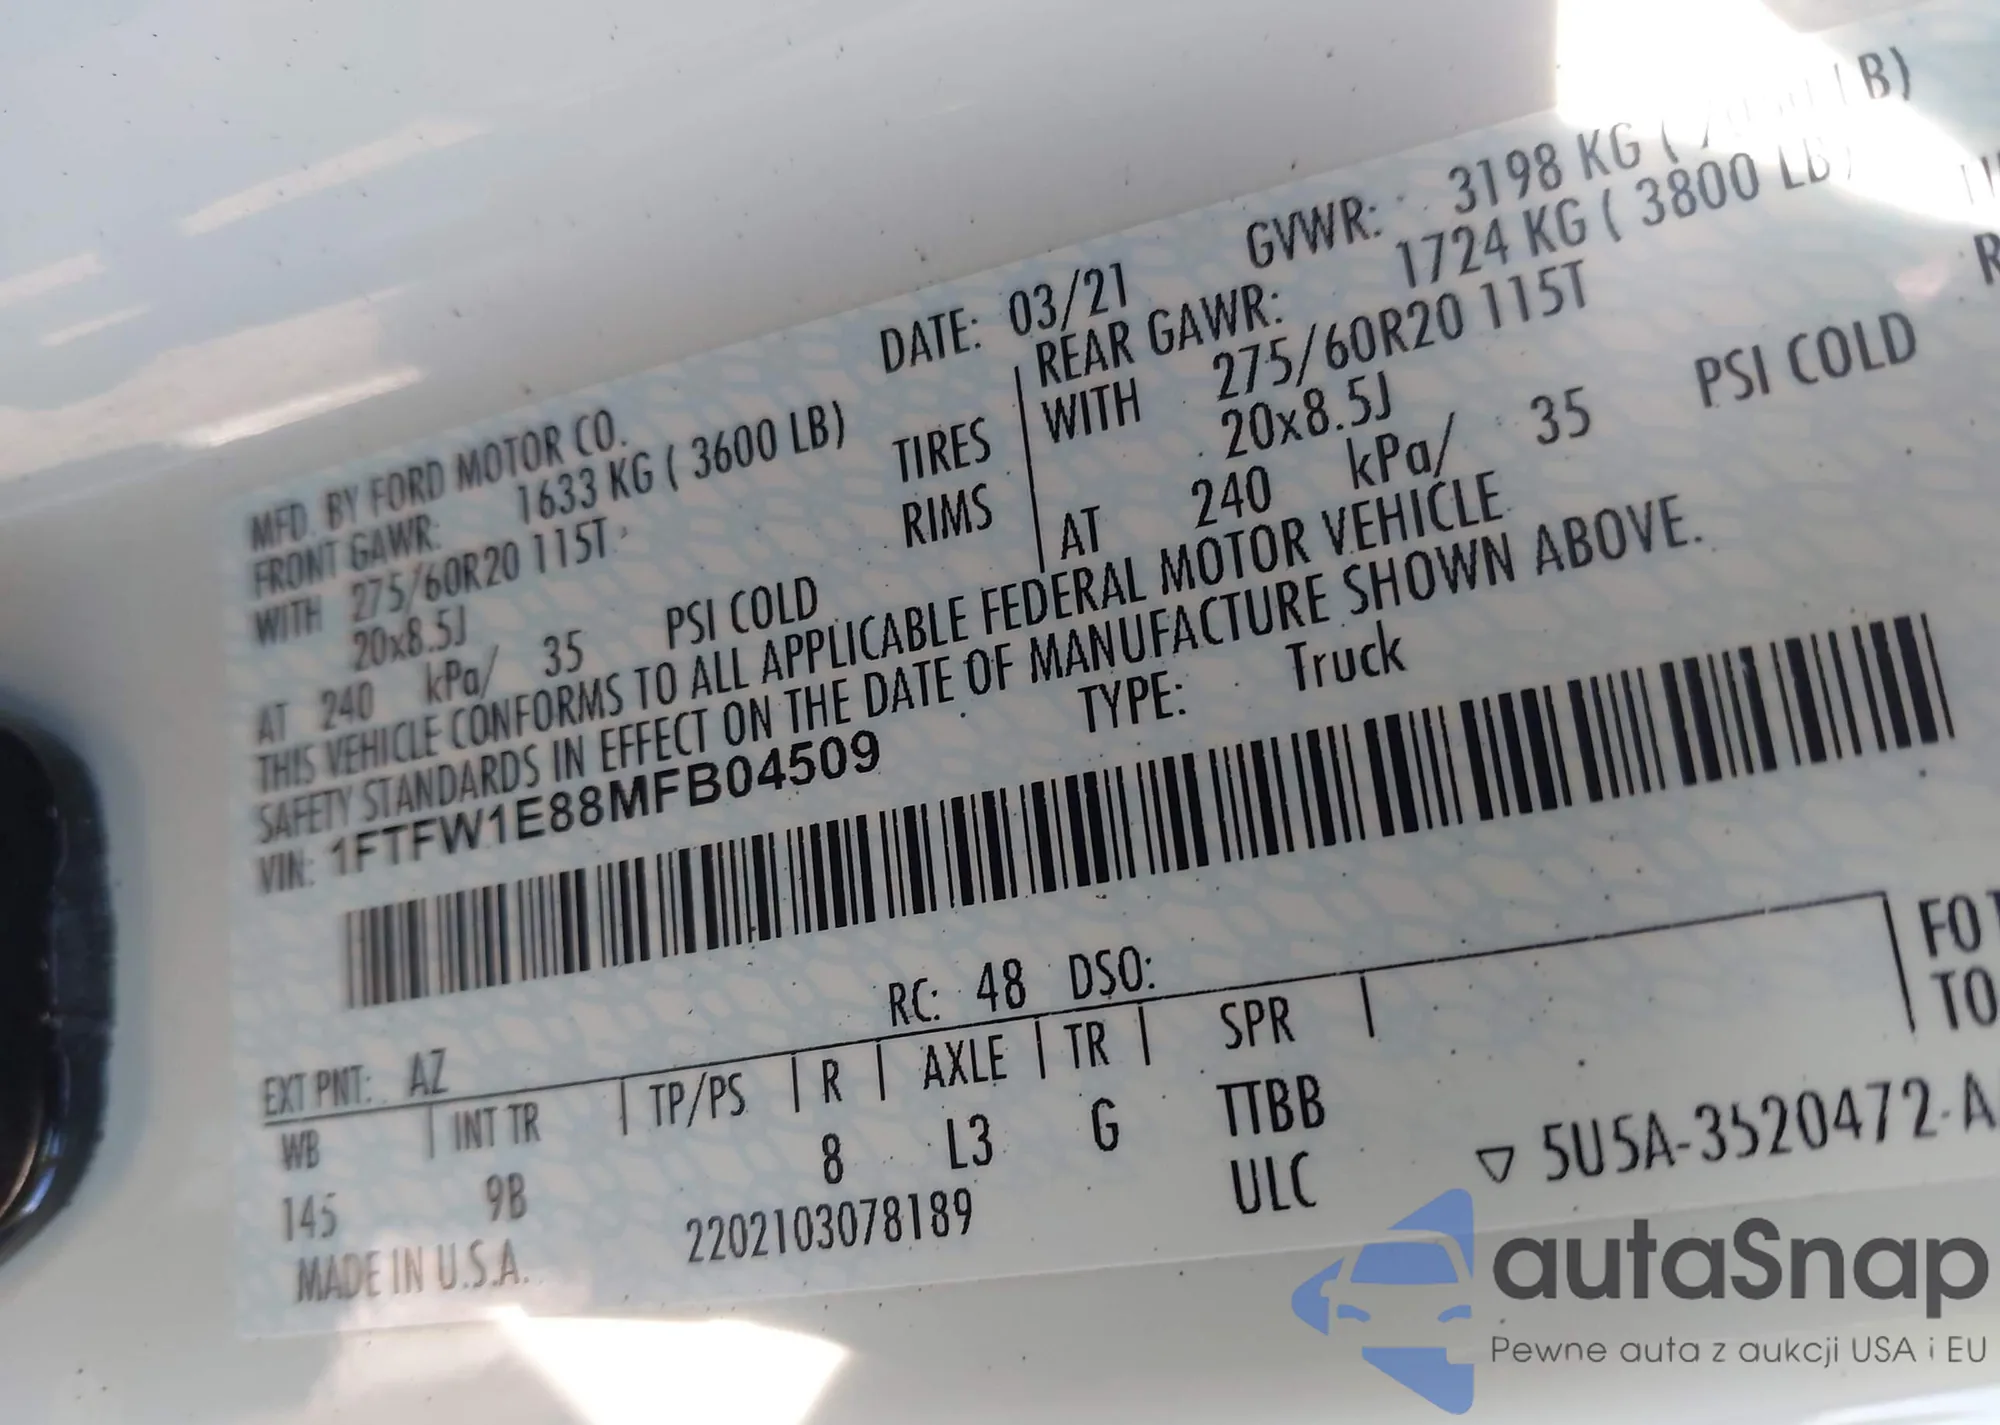 MFD. BY FORD MOTOR CO.
DATE: 03/21
GVWR: 3198 KG ( LB)
FRONT GAWR: 1633 KG ( 3600 LB)
REAR GAWR: 1724 KG ( 3800 LB)
WITH 275/60R20 115T
TIRES
WITH 275/60R20 115T
20x8.5J
RIMS
20x8.5J
AT 240 kPa/ 35 PSI COLD
AT 240 kPa/ 35 PSI COLD
THIS VEHICLE CONFORMS TO ALL APPLICABLE FEDERAL MOTOR VEHICLE
SAFETY STANDARDS IN EFFECT ON THE DATE OF MANUFACTURE SHOWN ABOVE.
VIN: 1FTFW1E88MFB04509
TYPE: Truck
RC: 48 DSO:
EXT PNT: AZ
WB INT TR TP/PS R AXLE TR SPR
145 9B 8 L3 G TTBB
ULC
MADE IN U.S.A.
2202103078189
5U5A-3520472-A
FO
TO
autaSnap
Pewne auta z aukcji USA i EU